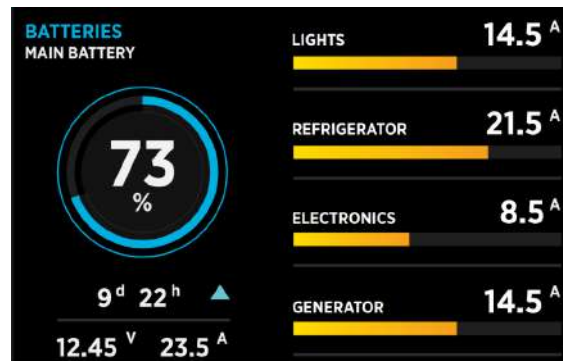 BATTERIES
MAIN BATTERY
73
%
9 d 22 h
12.45 V 23.5 A
LIGHTS 14.5 A
REFRIGERATOR 21.5 A
ELECTRONICS 8.5 A
GENERATOR 14.5 A